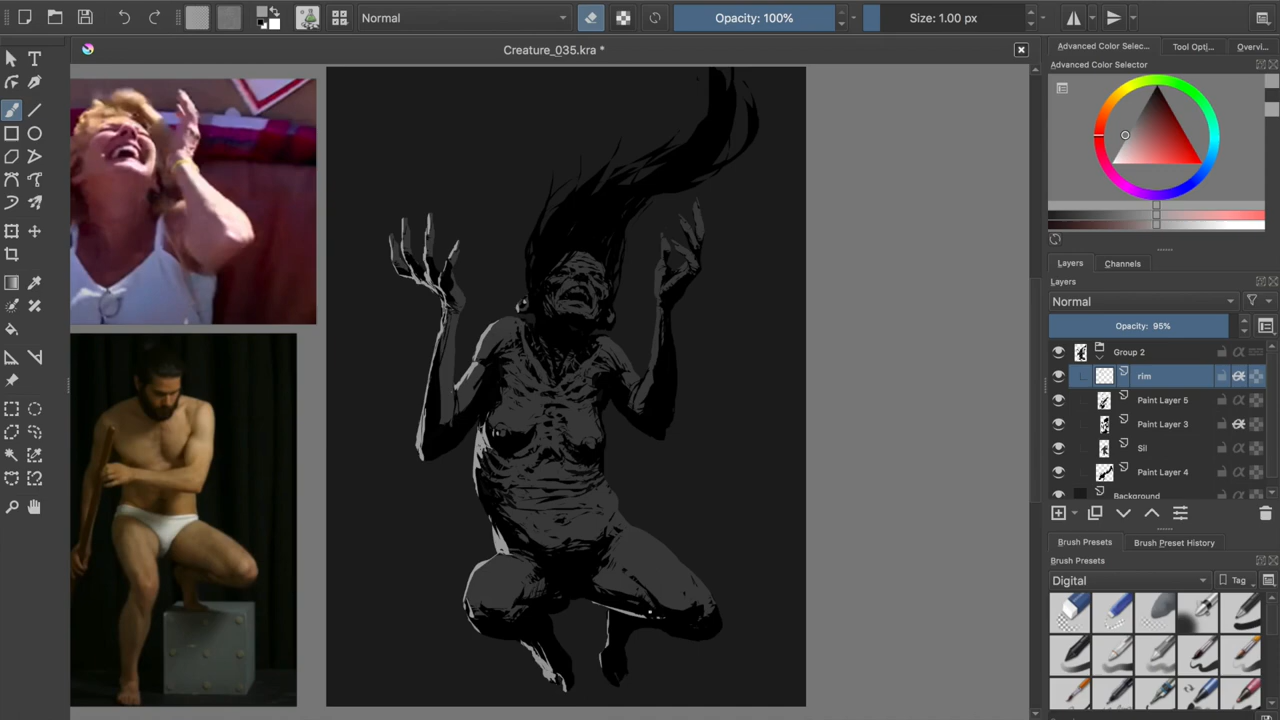 Normal
Opacity: 100%
Size: 1.00 px
Creature_035.kra *
Advanced Color Selec...
Tool Opti...
Overvi...
Advanced Color Selector
Layers
Channels
Layers
Normal
Opacity: 95%
Group 2
rim
Paint Layer 5
Paint Layer 3
Sil
Paint Layer 4
Background
Brush Presets
Brush Preset History
Brush Presets
Digital
Tag